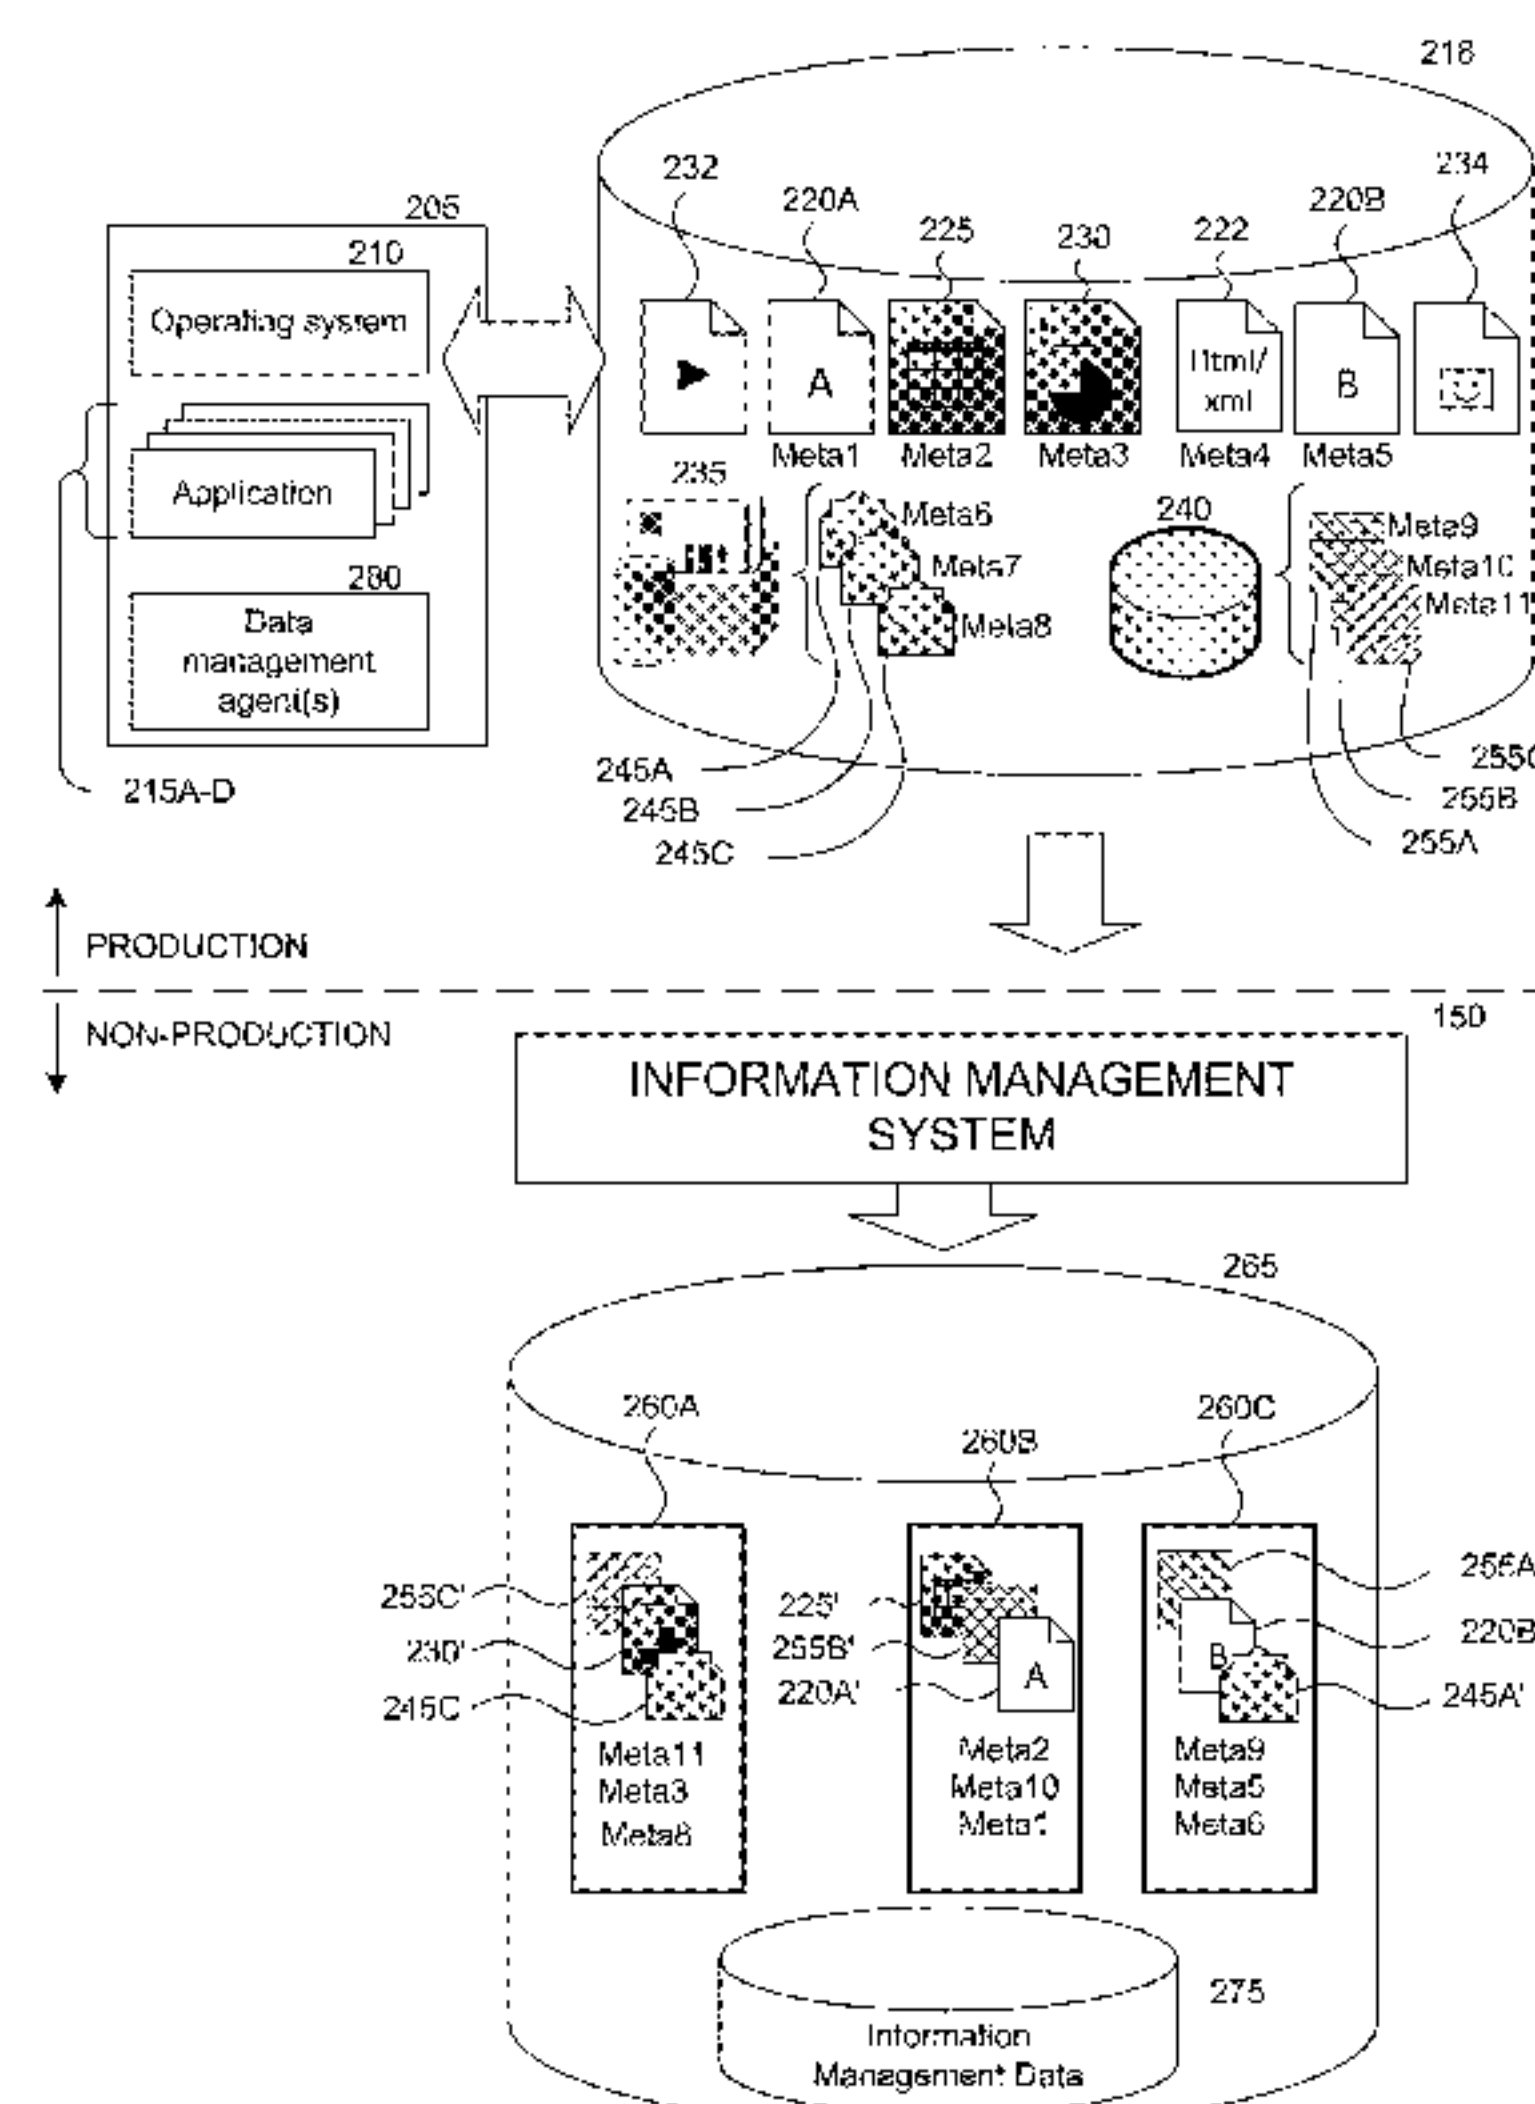 218
232
220A
225
230
222
220B
234
205
210
Operating system
Application
280
Data
management
agent(s)
215A-D
A
Html/
xml
B
Meta1 Meta2 Meta3 Meta4 Meta5
235
Meta6
Meta7
Meta8
240
Meta9
Meta10
Meta11
245A
245B
245C
255C
255B
255A
PRODUCTION
NON-PRODUCTION
150
INFORMATION MANAGEMENT
SYSTEM
265
260A
260B
260C
255C'
230'
245C
225'
255B'
220A'
A
B
255A
220B
245A'
Meta11
Meta3
Meta8
Meta2
Meta10
Meta1
Meta9
Meta5
Meta6
275
Information
Management Data